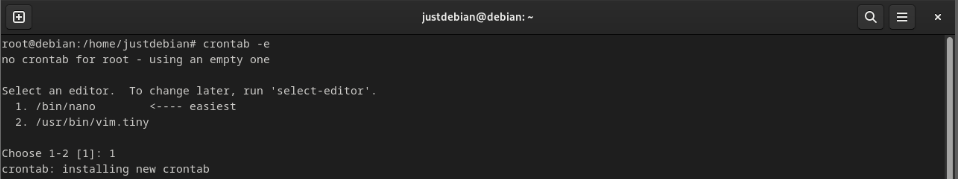 justdebian@debian: ~
root@debian:/home/justdebian# crontab -e
no crontab for root - using an empty one
Select an editor.  To change later, run 'select-editor'.
  1. /bin/nano        <---- easiest
  2. /usr/bin/vim.tiny
Choose 1-2 [1]: 1
crontab: installing new crontab